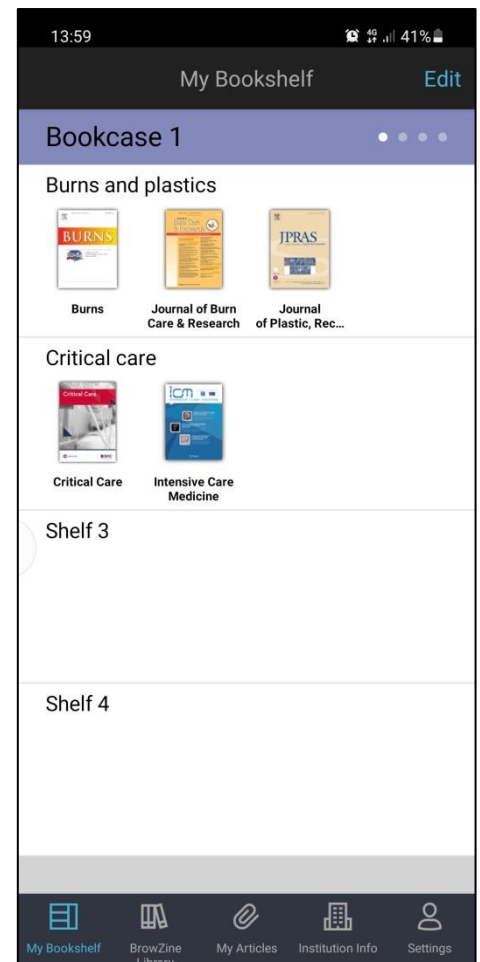 13:59
4G
41%
My Bookshelf
Edit
Bookcase 1
Burns and plastics
BURNS
JPRAS
Burns
Journal of Burn
Care & Research
Journal
of Plastic, Rec...
Critical care
Critical Care
icm
Critical Care
Intensive Care
Medicine
Shelf 3
Shelf 4
My Bookshelf
BrowZine
Library
My Articles
Institution Info
Settings